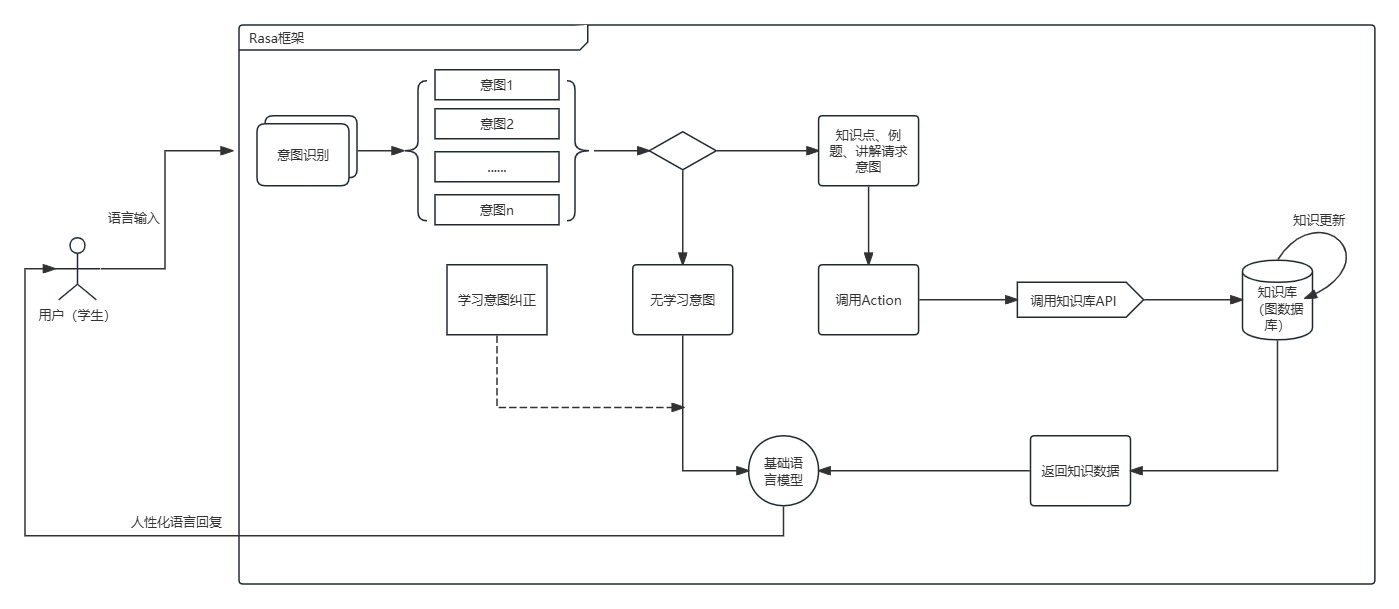 Rasa框架
意图1
意图2
......
意图n
意图识别
知识点、例
题、讲解请求
意图
语言输入
用户（学生）
学习意图纠正
无学习意图
调用Action
调用知识库API
知识更新
知识库
（图数据
库）
基础语
言模型
返回知识数据
人性化语言回复